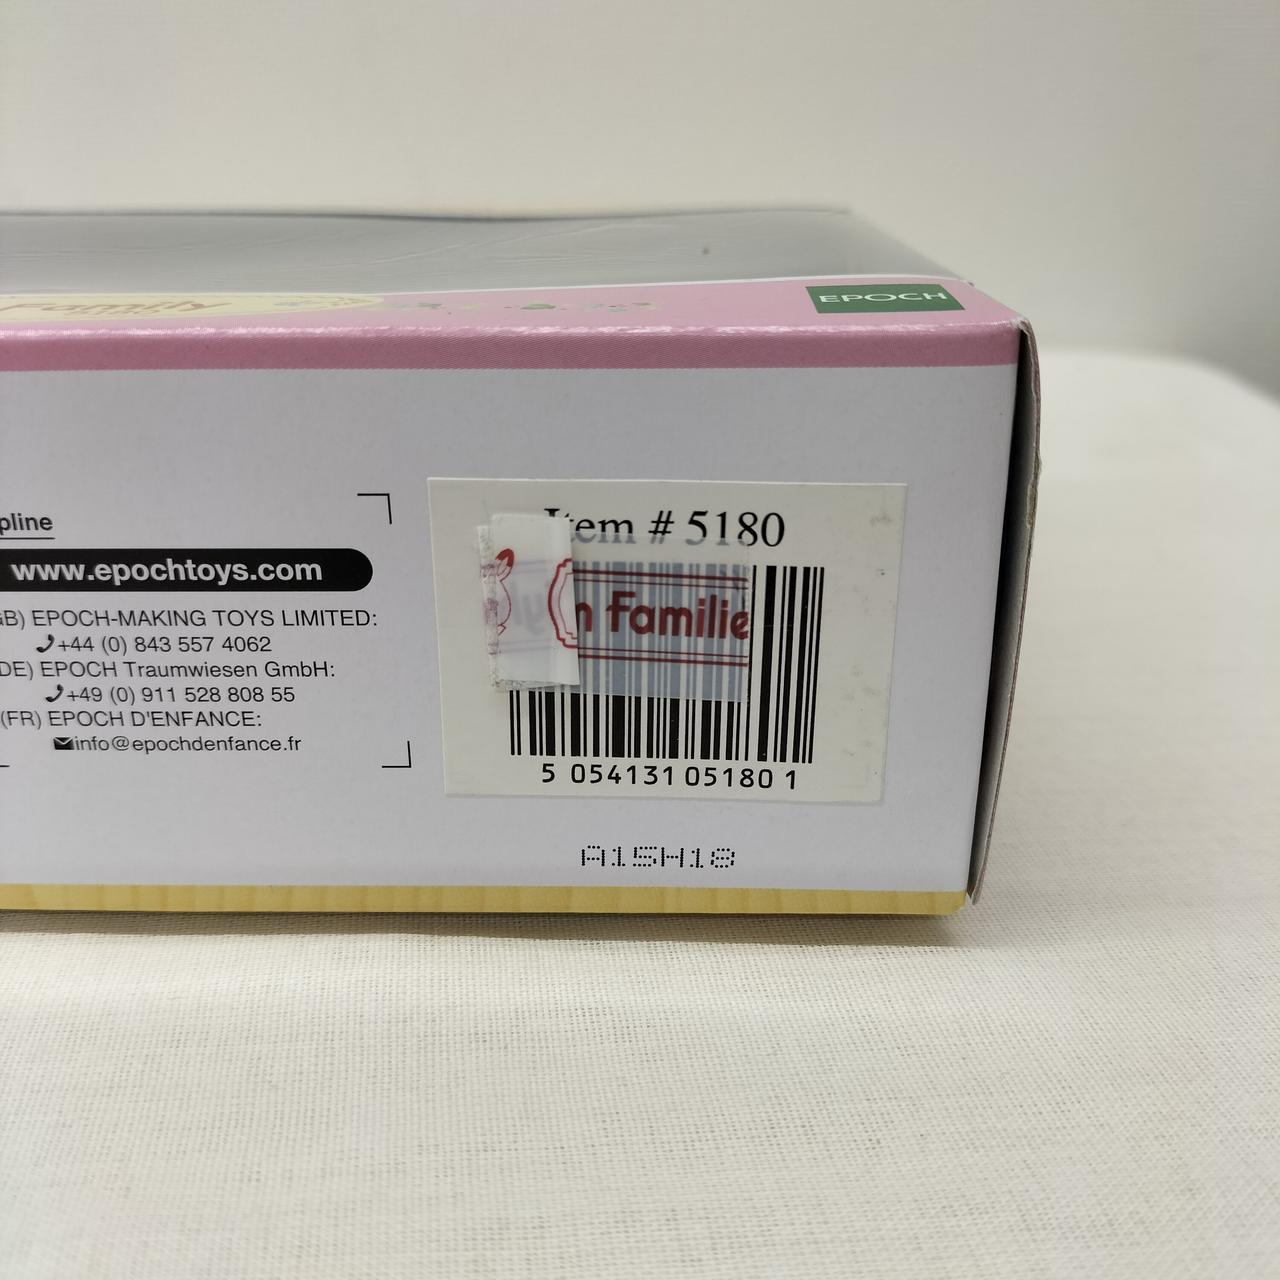 Family
EPOCH
pline
www.epochtoys.com
GB) EPOCH-MAKING TOYS LIMITED:
+44 (0) 843 557 4062
DE) EPOCH Traumwiesen GmbH:
+49 (0) 911 528 808 55
(FR) EPOCH D'ENFANCE:
info@epochdenfance.fr
Item # 5180
n Familie
5 054131 05180 1
A15H18